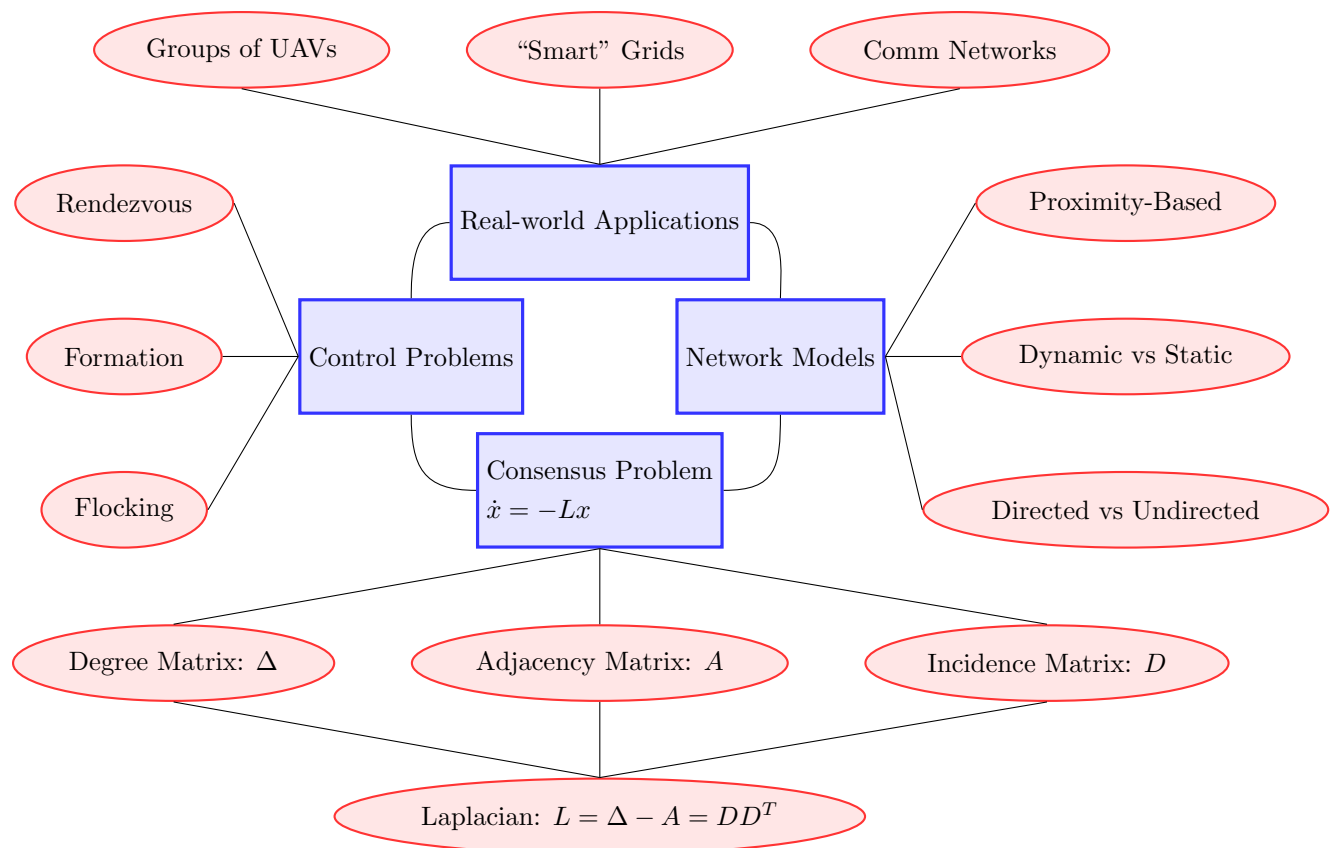 Groups of UAVs
“Smart” Grids
Comm Networks
Rendezvous
Real-world Applications
Proximity-Based
Formation
Control Problems
Network Models
Dynamic vs Static
Flocking
Consensus Problem
ẋ = −Lx
Directed vs Undirected
Degree Matrix: Δ
Adjacency Matrix: A
Incidence Matrix: D
Laplacian: L = Δ − A = DDᵀ